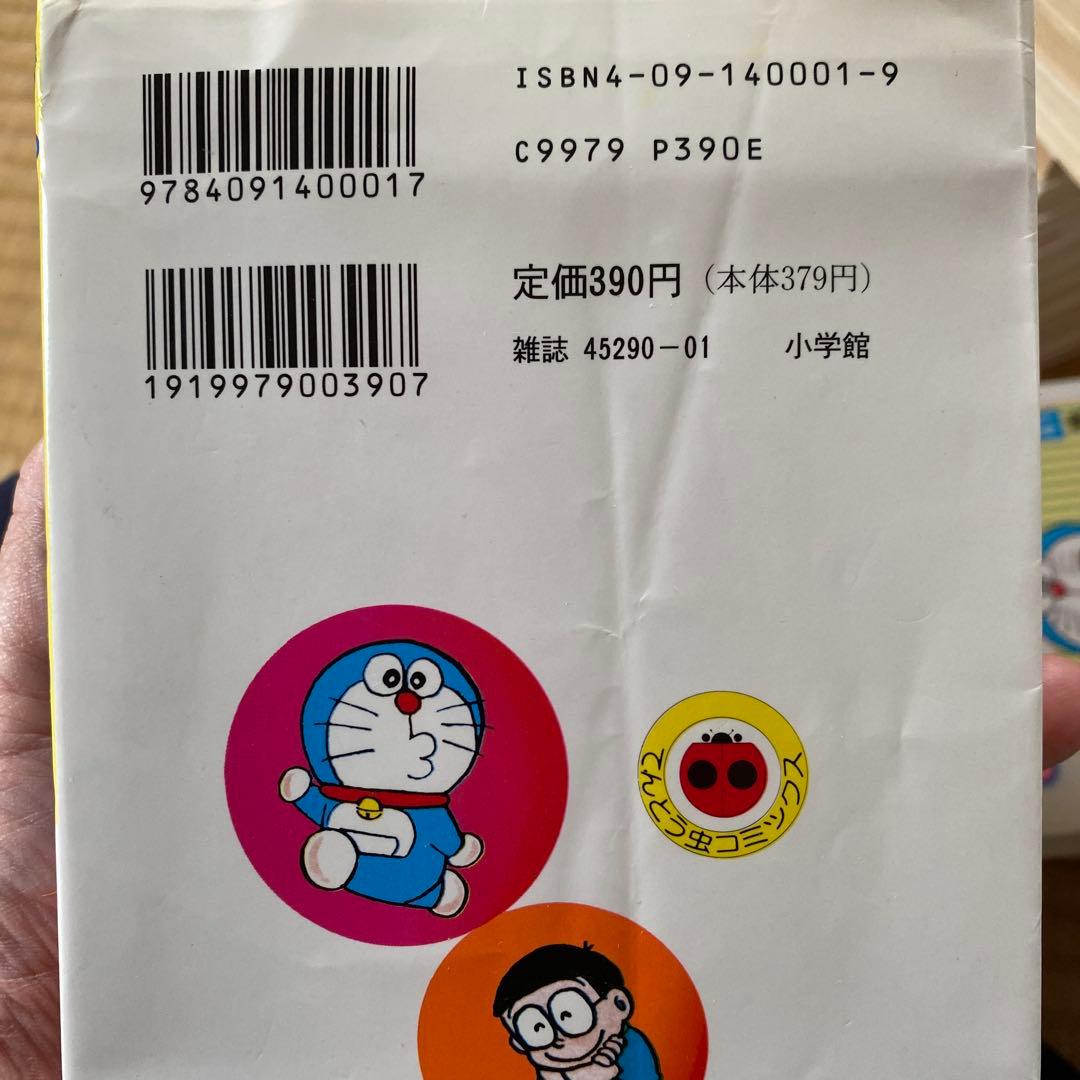 ISBN4-09-140001-9
C9979 P390E
9784091400017
定価390円（本体379円）
雑誌 45290-01 小学館
1919979003907
てんとう虫コミックス